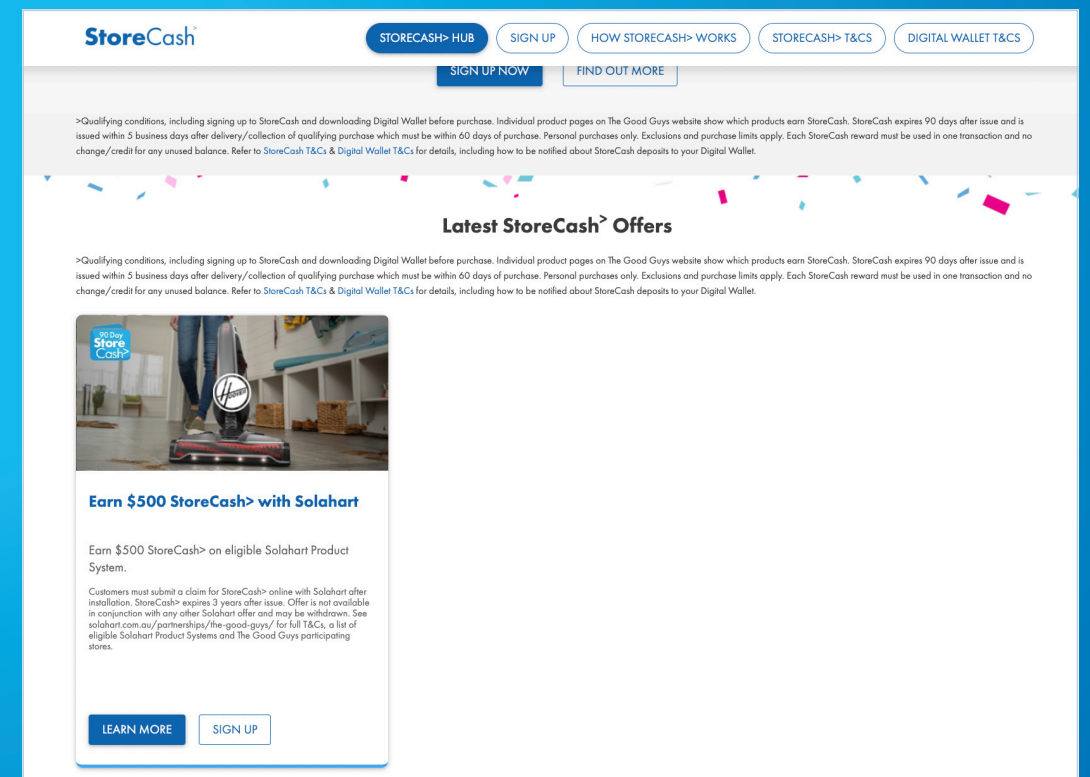 StoreCash>
STORECASH> HUB
SIGN UP
HOW STORECASH> WORKS
STORECASH> T&CS
DIGITAL WALLET T&CS
SIGN UP NOW
FIND OUT MORE
>Qualifying conditions, including signing up to StoreCash and downloading Digital Wallet before purchase. Individual product pages on The Good Guys website show which products earn StoreCash. StoreCash expires 90 days after issue and is
issued within 5 business days after delivery/collection of qualifying purchase which must be within 60 days of purchase. Personal purchases only. Exclusions and purchase limits apply. Each StoreCash reward must be used in one transaction and no
change/credit for any unused balance. Refer to StoreCash T&Cs & Digital Wallet T&Cs for details, including how to be notified about StoreCash deposits to your Digital Wallet.
Latest StoreCash> Offers
>Qualifying conditions, including signing up to StoreCash and downloading Digital Wallet before purchase. Individual product pages on The Good Guys website show which products earn StoreCash. StoreCash expires 90 days after issue and is
issued within 5 business days after delivery/collection of qualifying purchase which must be within 60 days of purchase. Personal purchases only. Exclusions and purchase limits apply. Each StoreCash reward must be used in one transaction and no
change/credit for any unused balance. Refer to StoreCash T&Cs & Digital Wallet T&Cs for details, including how to be notified about StoreCash deposits to your Digital Wallet.
90 Day
Store
Cash>
HOOVER
Earn $500 StoreCash> with Solahart
Earn $500 StoreCash> on eligible Solahart Product
System.
Customers must submit a claim for StoreCash> online with Solahart after
installation. StoreCash> expires 3 years after issue. Offer is not available
in conjunction with any other Solahart offer and may be withdrawn. See
solahart.com.au/partnerships/the-good-guys/ for full T&Cs, a list of
eligible Solahart Product Systems and The Good Guys participating
stores.
LEARN MORE
SIGN UP